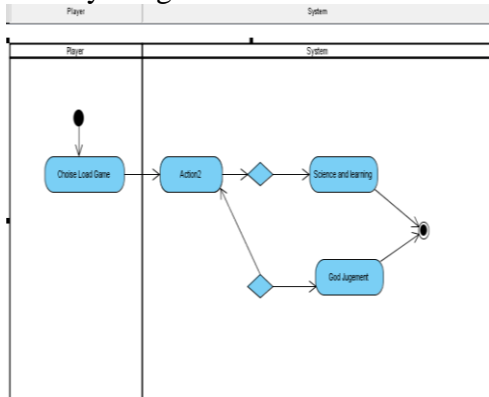 Player System
Player System
Choise Load Game Action2 Science and learning
God Jugement